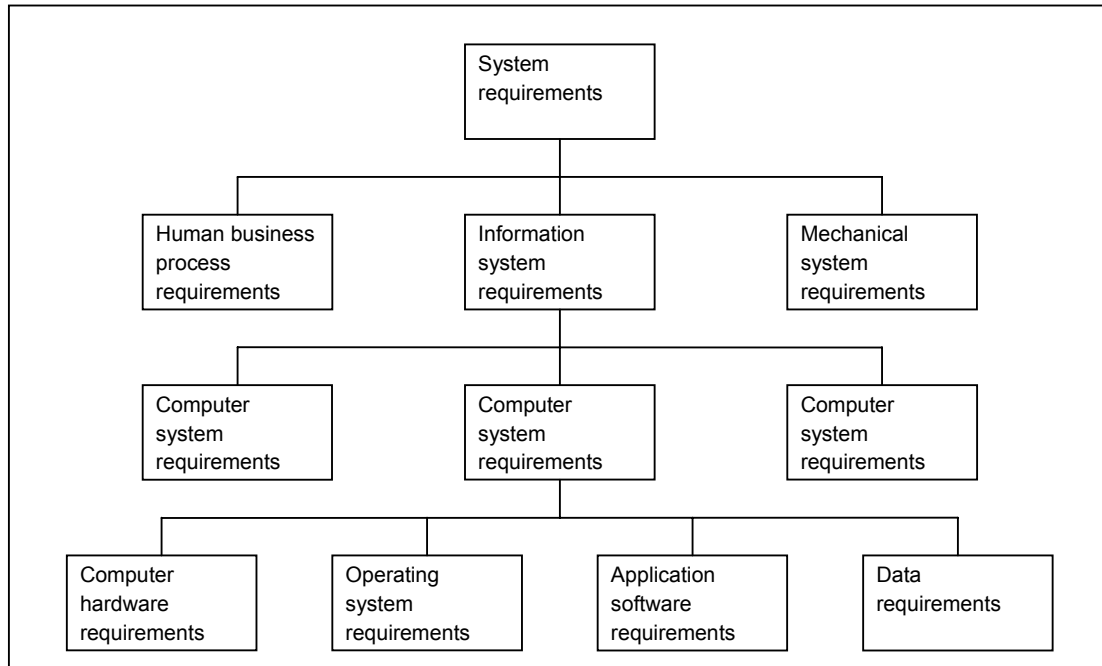 System
requirements
Human business
process
requirements
Information
system
requirements
Mechanical
system
requirements
Computer
system
requirements
Computer
system
requirements
Computer
system
requirements
Computer
hardware
requirements
Operating
system
requirements
Application
software
requirements
Data
requirements